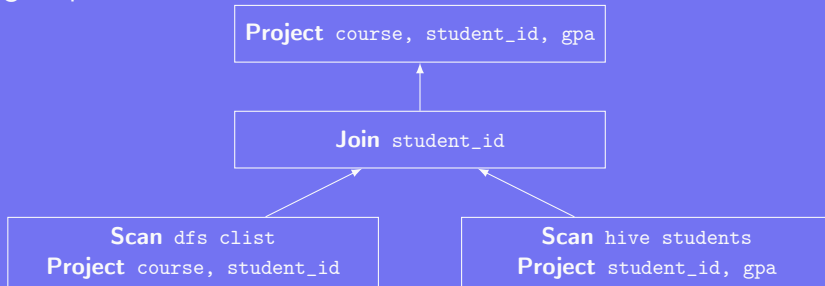 Project course, student_id, gpa
Join student_id
Scan dfs clist
Project course, student_id
Scan hive students
Project student_id, gpa